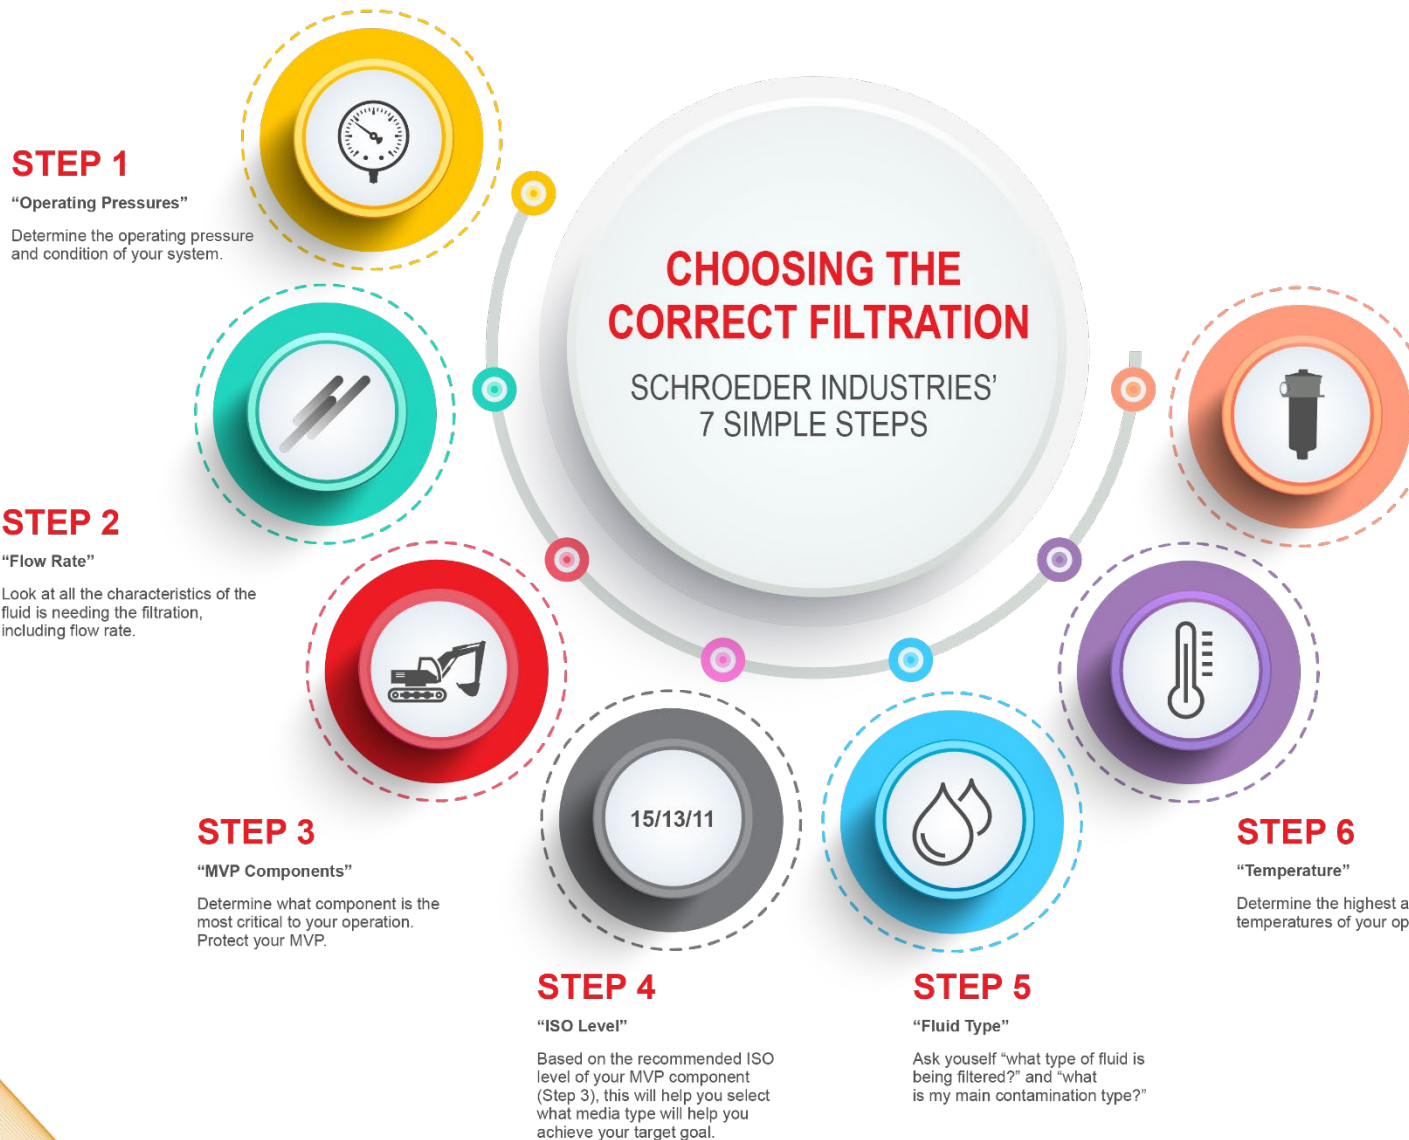 CHOOSING THE
CORRECT FILTRATION
SCHROEDER INDUSTRIES’
7 SIMPLE STEPS
STEP 1
“Operating Pressures”
Determine the operating pressure
and condition of your system.
STEP 2
“Flow Rate”
Look at all the characteristics of the
fluid is needing the filtration,
including flow rate.
STEP 3
“MVP Components”
Determine what component is the
most critical to your operation.
Protect your MVP.
15/13/11
STEP 4
“ISO Level”
Based on the recommended ISO
level of your MVP component
(Step 3), this will help you select
what media type will help you
achieve your target goal.
STEP 5
“Fluid Type”
Ask youself “what type of fluid is
being filtered?” and “what
is my main contamination type?”
STEP 6
“Temperature”
Determine the highest a
temperatures of your op